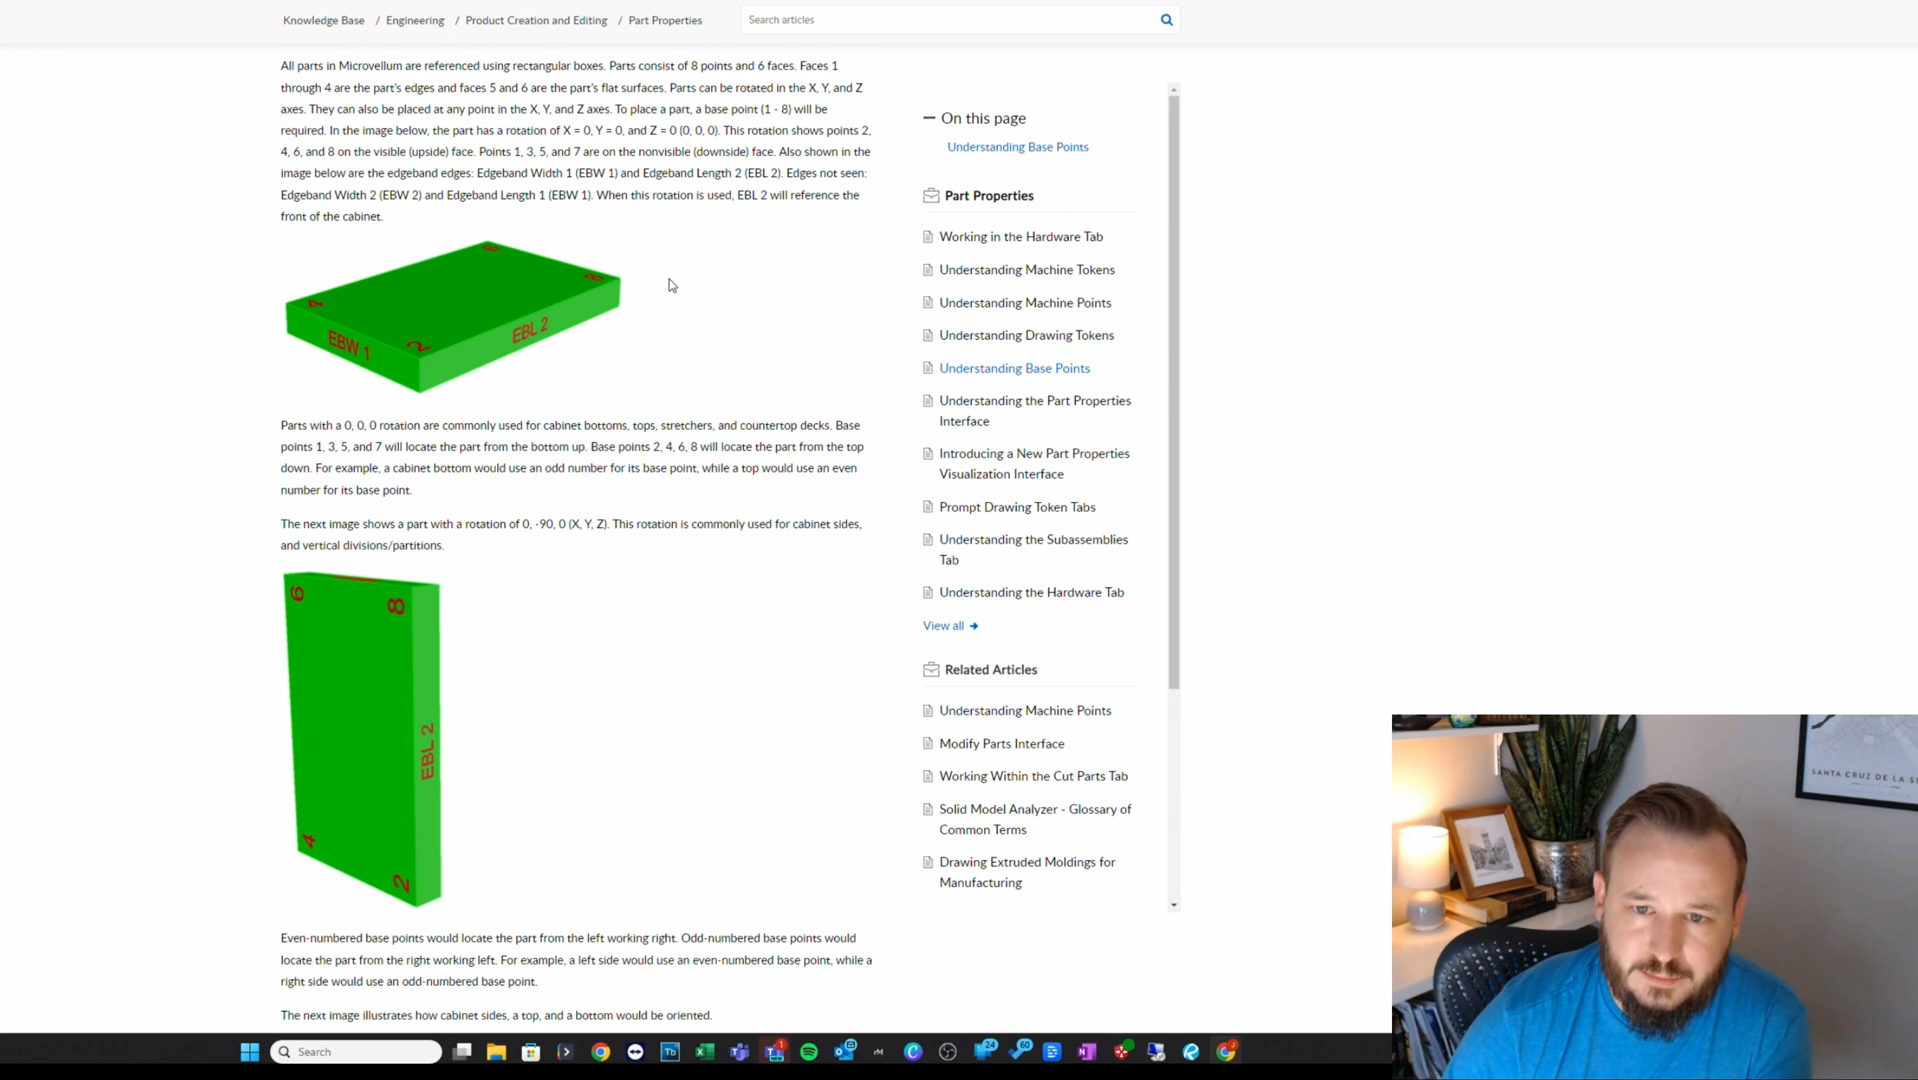 Knowledge Base / Engineering / Product Creation and Editing / Part Properties
Search articles
All parts in Microvellum are referenced using rectangular boxes. Parts consist of 8 points and 6 faces. Faces 1
through 4 are the part's edges and faces 5 and 6 are the part's flat surfaces. Parts can be rotated in the X, Y, and Z
axes. They can also be placed at any point in the X, Y, and Z axes. To place a part, a base point (1 - 8) will be
required. In the image below, the part has a rotation of X = 0, Y = 0, and Z = 0 (0, 0, 0). This rotation shows points 2,
4, 6, and 8 on the visible (upside) face. Points 1, 3, 5, and 7 are on the nonvisible (downside) face. Also shown in the
image below are the edgeband edges: Edgeband Width 1 (EBW 1) and Edgeband Length 2 (EBL 2). Edges not seen:
Edgeband Width 2 (EBW 2) and Edgeband Length 1 (EBW 1). When this rotation is used, EBL 2 will reference the
front of the cabinet.
4
EBW 1
2
EBL 2
Parts with a 0, 0, 0 rotation are commonly used for cabinet bottoms, tops, stretchers, and countertop decks. Base
points 1, 3, 5, and 7 will locate the part from the bottom up. Base points 2, 4, 6, 8 will locate the part from the top
down. For example, a cabinet bottom would use an odd number for its base point, while a top would use an even
number for its base point.
The next image shows a part with a rotation of 0, -90, 0 (X, Y, Z). This rotation is commonly used for cabinet sides,
and vertical divisions/partitions.
6
8
EBL 2
4
2
Even-numbered base points would locate the part from the left working right. Odd-numbered base points would
locate the part from the right working left. For example, a left side would use an even-numbered base point, while a
right side would use an odd-numbered base point.
The next image illustrates how cabinet sides, a top, and a bottom would be oriented.
On this page
Understanding Base Points
Part Properties
Working in the Hardware Tab
Understanding Machine Tokens
Understanding Machine Points
Understanding Drawing Tokens
Understanding Base Points
Understanding the Part Properties
Interface
Introducing a New Part Properties
Visualization Interface
Prompt Drawing Token Tabs
Understanding the Subassemblies
Tab
Understanding the Hardware Tab
View all
Related Articles
Understanding Machine Points
Modify Parts Interface
Working Within the Cut Parts Tab
Solid Model Analyzer - Glossary of
Common Terms
Drawing Extruded Moldings for
Manufacturing
SANTA CRUZ DE LA
Search
Tb
1
rM
24
60